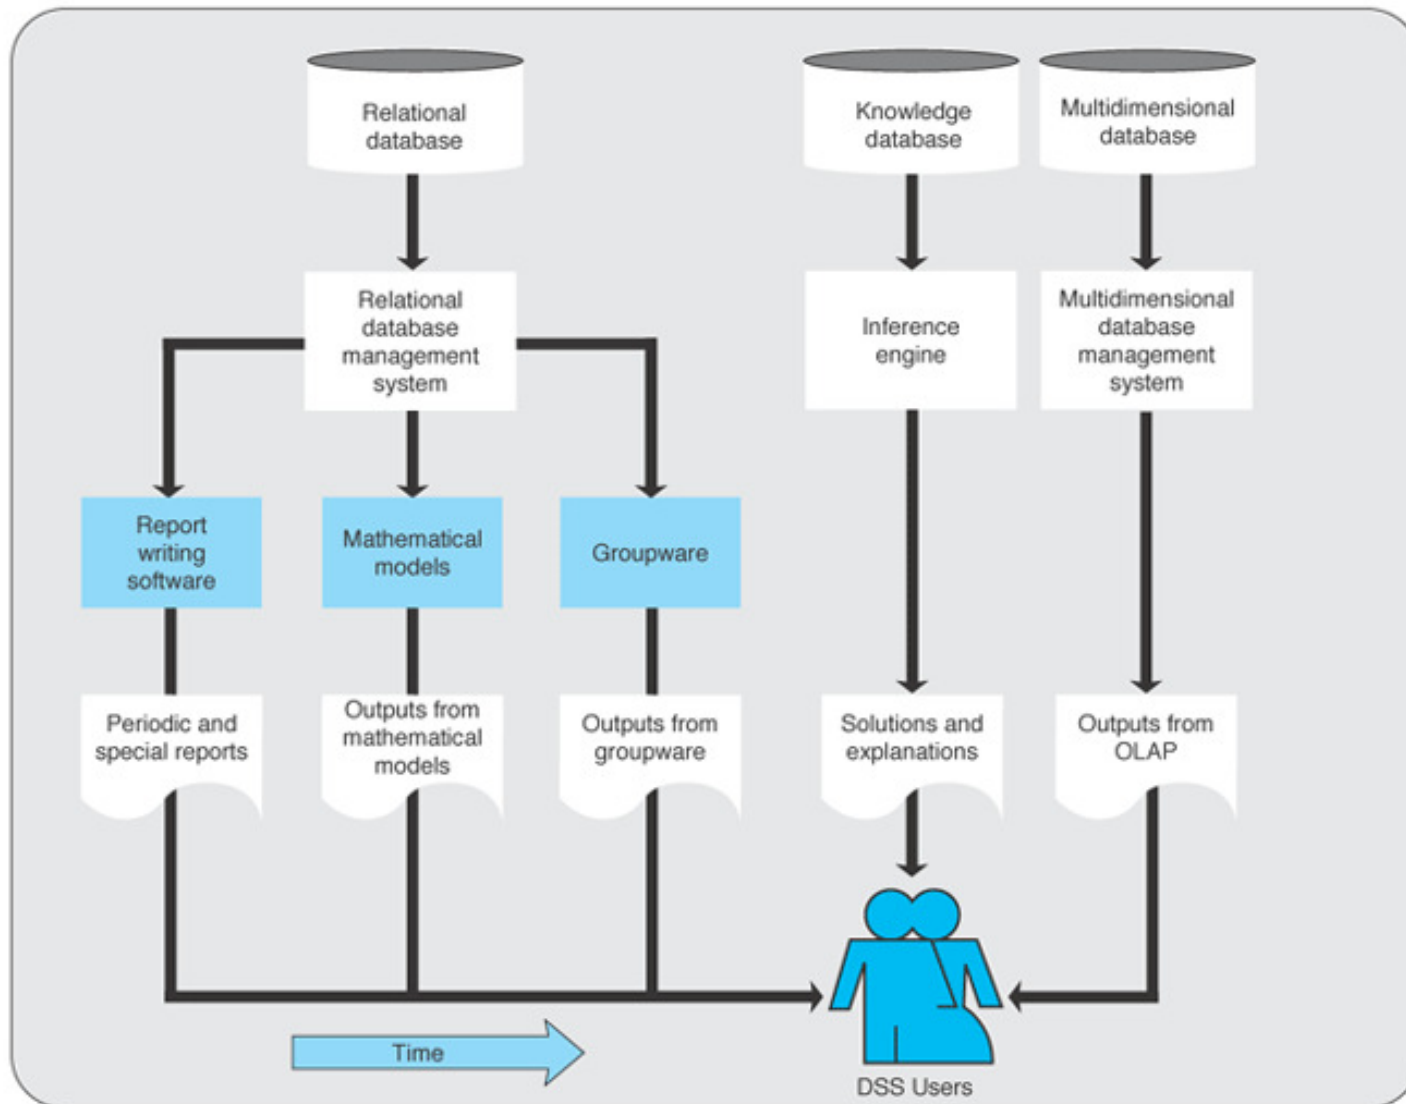 Relational
database
Knowledge
database
Multidimensional
database
Relational
database
management
system
Inference
engine
Multidimensional
database
management
system
Report
writing
software
Mathematical
models
Groupware
Periodic and
special reports
Outputs from
mathematical
models
Outputs from
groupware
Solutions and
explanations
Outputs from
OLAP
Time
DSS Users